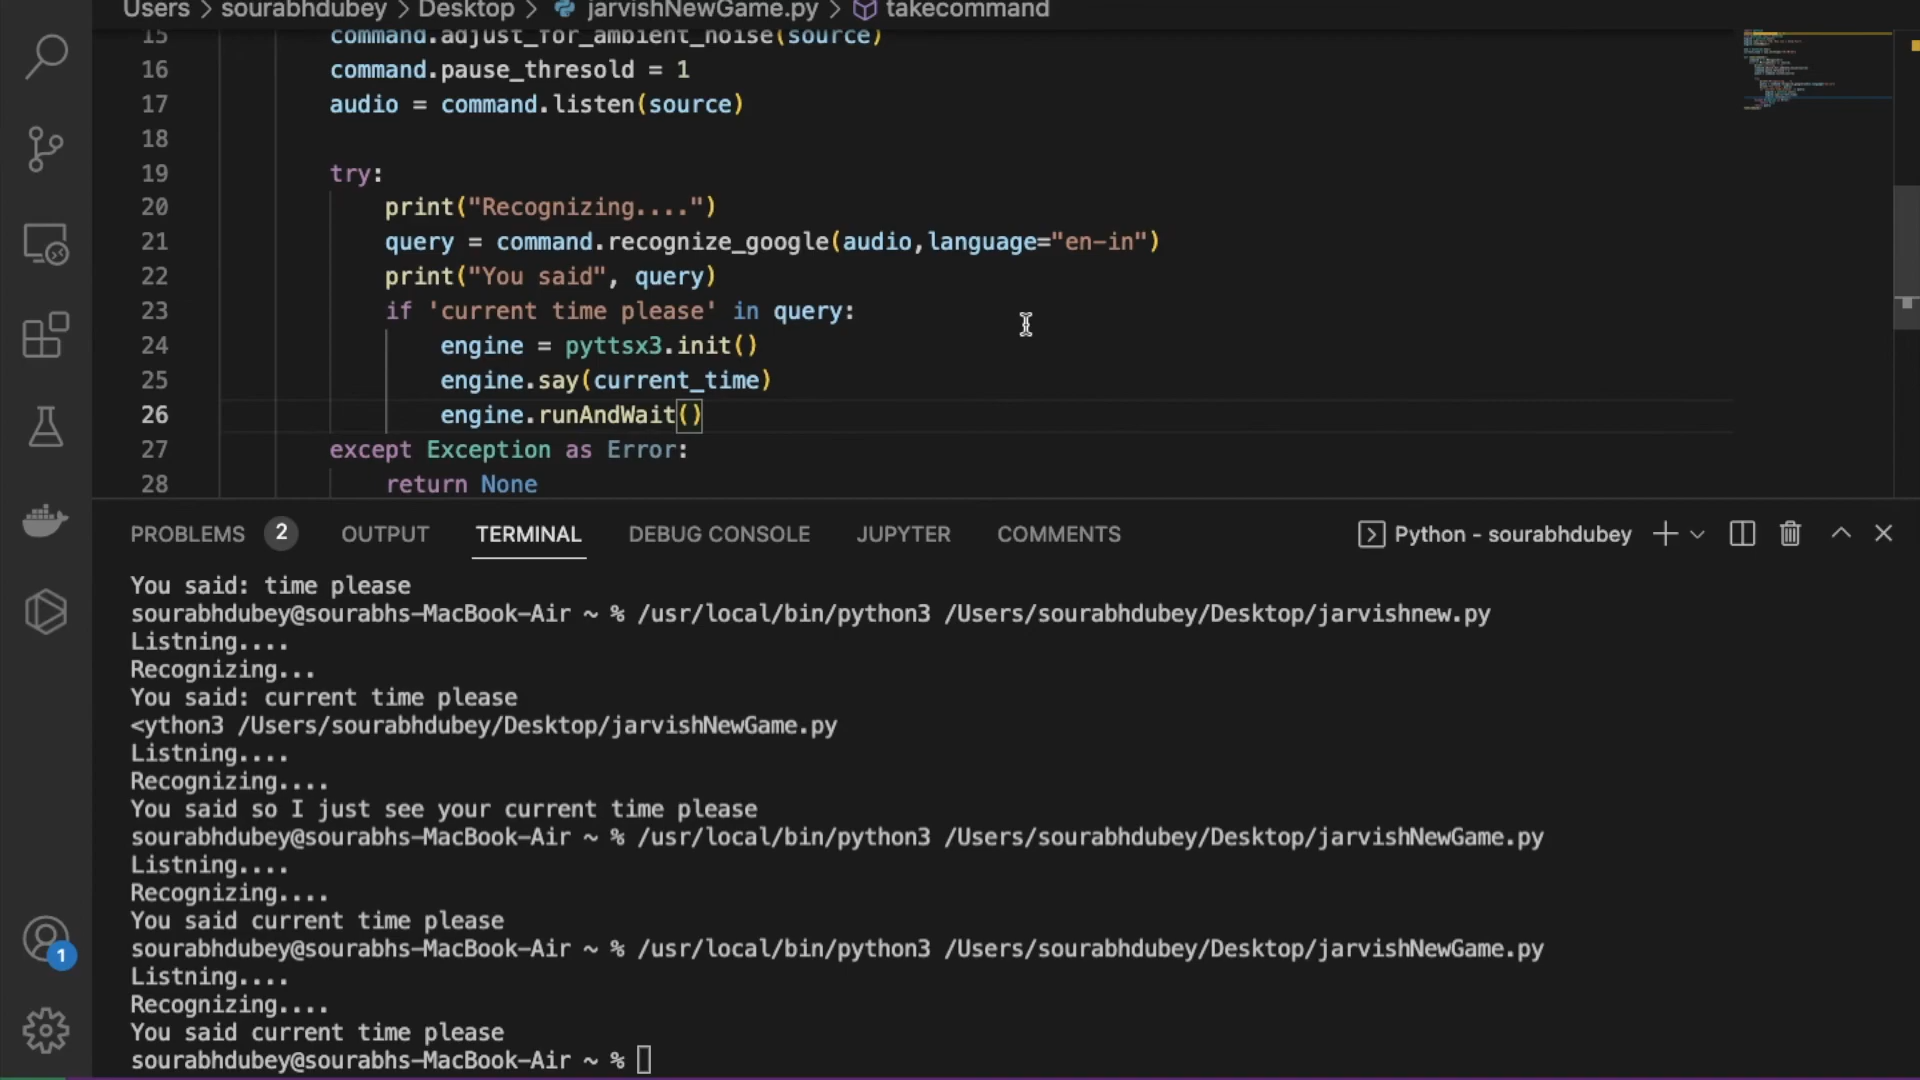 Users > sourabhdubey > Desktop > jarvishNewGame.py > takecommand
15 command.adjust_for_ambient_noise(source)
16 command.pause_thresold = 1
17 audio = command.listen(source)
18
19 try:
20 print("Recognizing....")
21 query = command.recognize_google(audio,language="en-in")
22 print("You said", query)
23 if 'current time please' in query:
24 engine = pyttsx3.init()
25 engine.say(current_time)
26 engine.runAndWait()
27 except Exception as Error:
28 return None
PROBLEMS 2 OUTPUT TERMINAL DEBUG CONSOLE JUPYTER COMMENTS Python - sourabhdubey
You said: time please
sourabhdubey@sourabhs-MacBook-Air ~ % /usr/local/bin/python3 /Users/sourabhdubey/Desktop/jarvishnew.py
Listning....
Recognizing...
You said: current time please
<ython3 /Users/sourabhdubey/Desktop/jarvishNewGame.py
Listning....
Recognizing....
You said so I just see your current time please
sourabhdubey@sourabhs-MacBook-Air ~ % /usr/local/bin/python3 /Users/sourabhdubey/Desktop/jarvishNewGame.py
Listning....
Recognizing....
You said current time please
sourabhdubey@sourabhs-MacBook-Air ~ % /usr/local/bin/python3 /Users/sourabhdubey/Desktop/jarvishNewGame.py
Listning....
Recognizing....
You said current time please
1
sourabhdubey@sourabhs-MacBook-Air ~ %